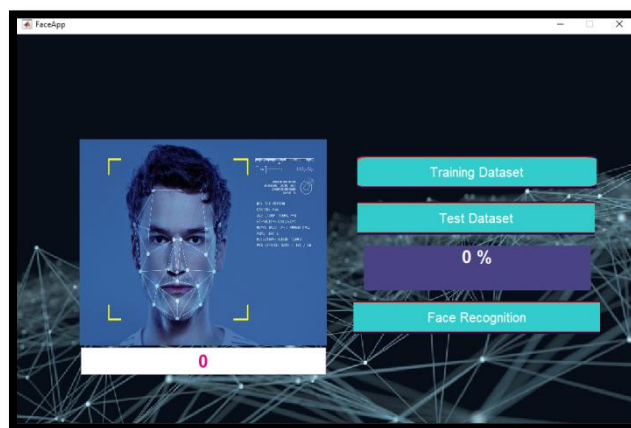 FaceApp
Training Dataset
Test Dataset
0 %
Face Recognition
0